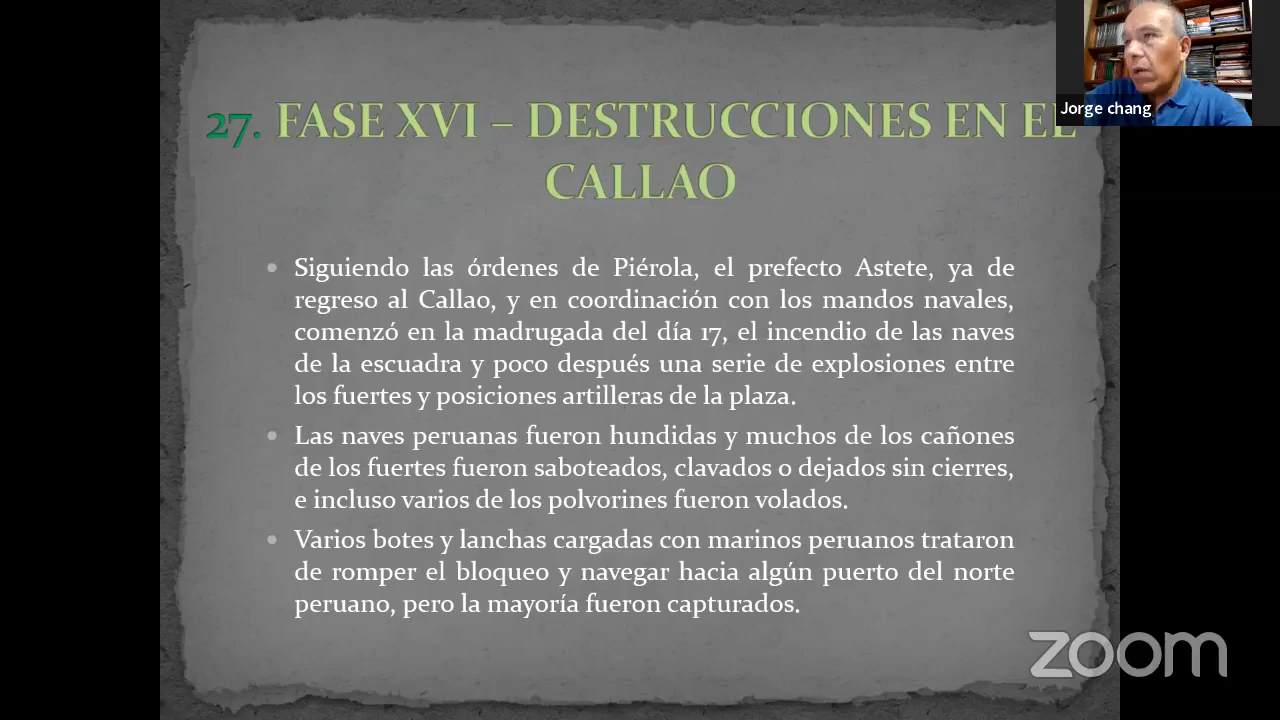 Jorge chang
27. FASE XVI – DESTRUCCIONES EN EL
CALLAO
• Siguiendo las órdenes de Piérola, el prefecto Astete, ya de
regreso al Callao, y en coordinación con los mandos navales,
comenzó en la madrugada del día 17, el incendio de las naves
de la escuadra y poco después una serie de explosiones entre
los fuertes y posiciones artilleras de la plaza.
• Las naves peruanas fueron hundidas y muchos de los cañones
de los fuertes fueron saboteados, clavados o dejados sin cierres,
e incluso varios de los polvorines fueron volados.
• Varios botes y lanchas cargadas con marinos peruanos trataron
de romper el bloqueo y navegar hacia algún puerto del norte
peruano, pero la mayoría fueron capturados.
zoom